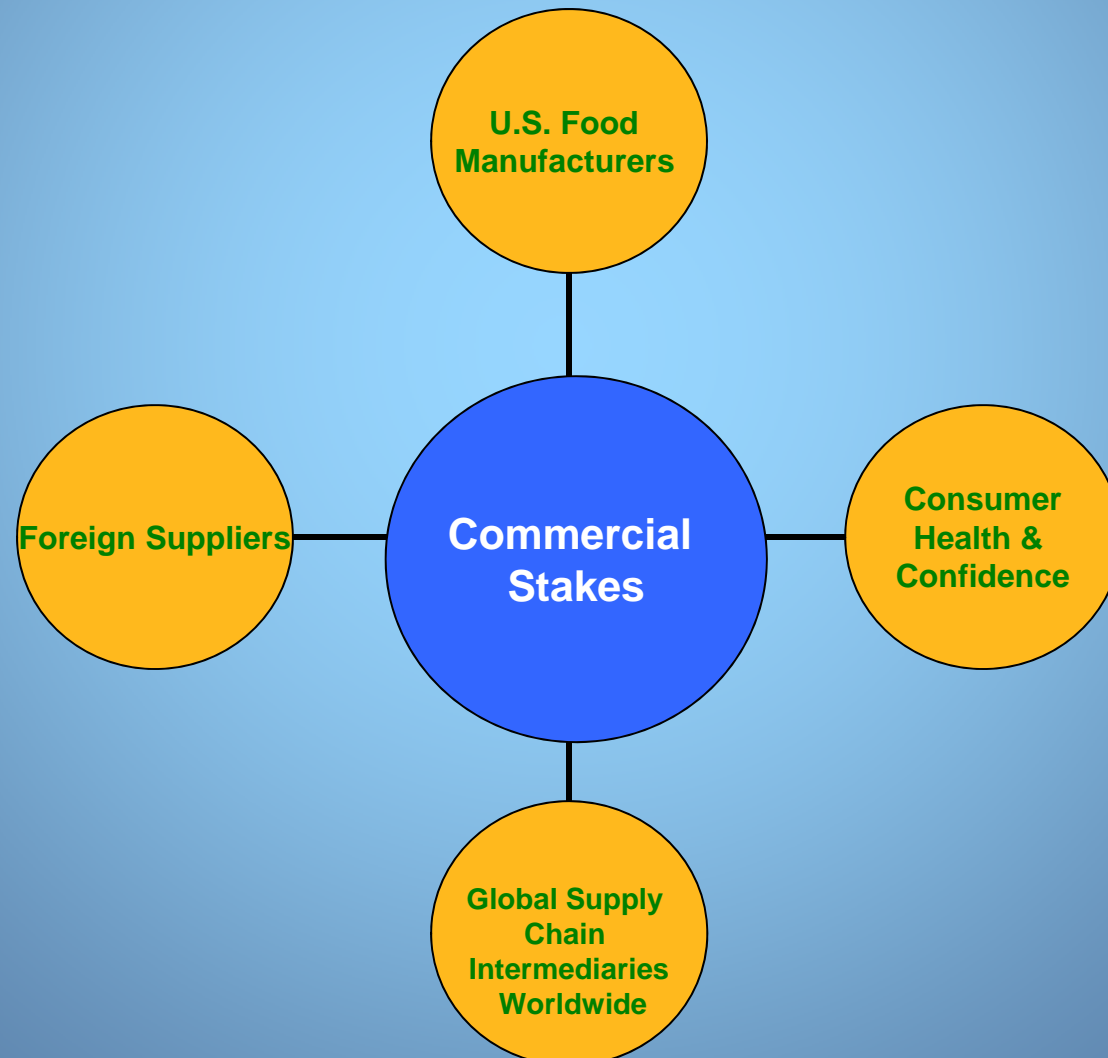 U.S. Food
Manufacturers
Foreign Suppliers
Commercial
Stakes
Consumer
Health &
Confidence
Global Supply
Chain
Intermediaries
Worldwide